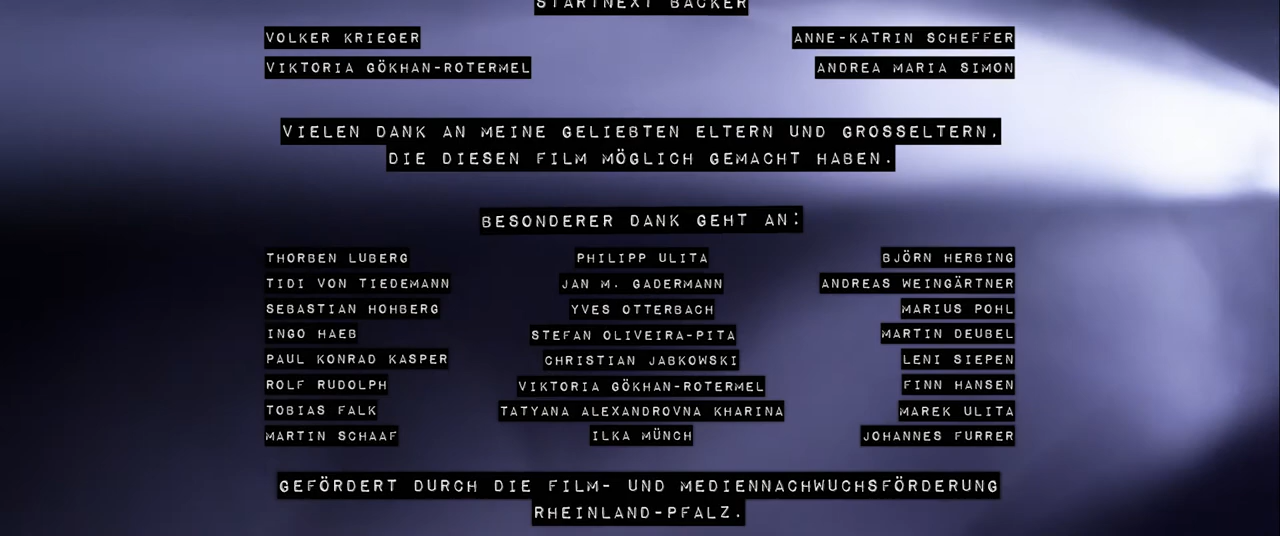 STARTNEXT BACKER
VOLKER KRIEGER ANNE-KATRIN SCHEFFER
VIKTORIA GÖKHAN-ROTERMEL ANDREA MARIA SIMON
VIELEN DANK AN MEINE GELIEBTEN ELTERN UND GROSSELTERN,
DIE DIESEN FILM MÖGLICH GEMACHT HABEN.
BESONDERER DANK GEHT AN:
THORBEN LUBERG PHILIPP ULITA BJÖRN HERBING
TIDI VON TIEDEMANN JAN M. GADERMANN ANDREAS WEINGÄRTNER
SEBASTIAN HOHBERG YVES OTTERBACH MARIUS POHL
INGO HAEB STEFAN OLIVEIRA-PITA MARTIN DEUBEL
PAUL KONRAD KASPER CHRISTIAN JABKOWSKI LENI SIEPEN
ROLF RUDOLPH VIKTORIA GÖKHAN-ROTERMEL FINN HANSEN
TOBIAS FALK TATYANA ALEXANDROVNA KHARINA MAREK ULITA
MARTIN SCHAAF ILKA MÜNCH JOHANNES FURRER
GEFÖRDERT DURCH DIE FILM- UND MEDIENNACHWUCHSFÖRDERUNG
RHEINLAND-PFALZ.